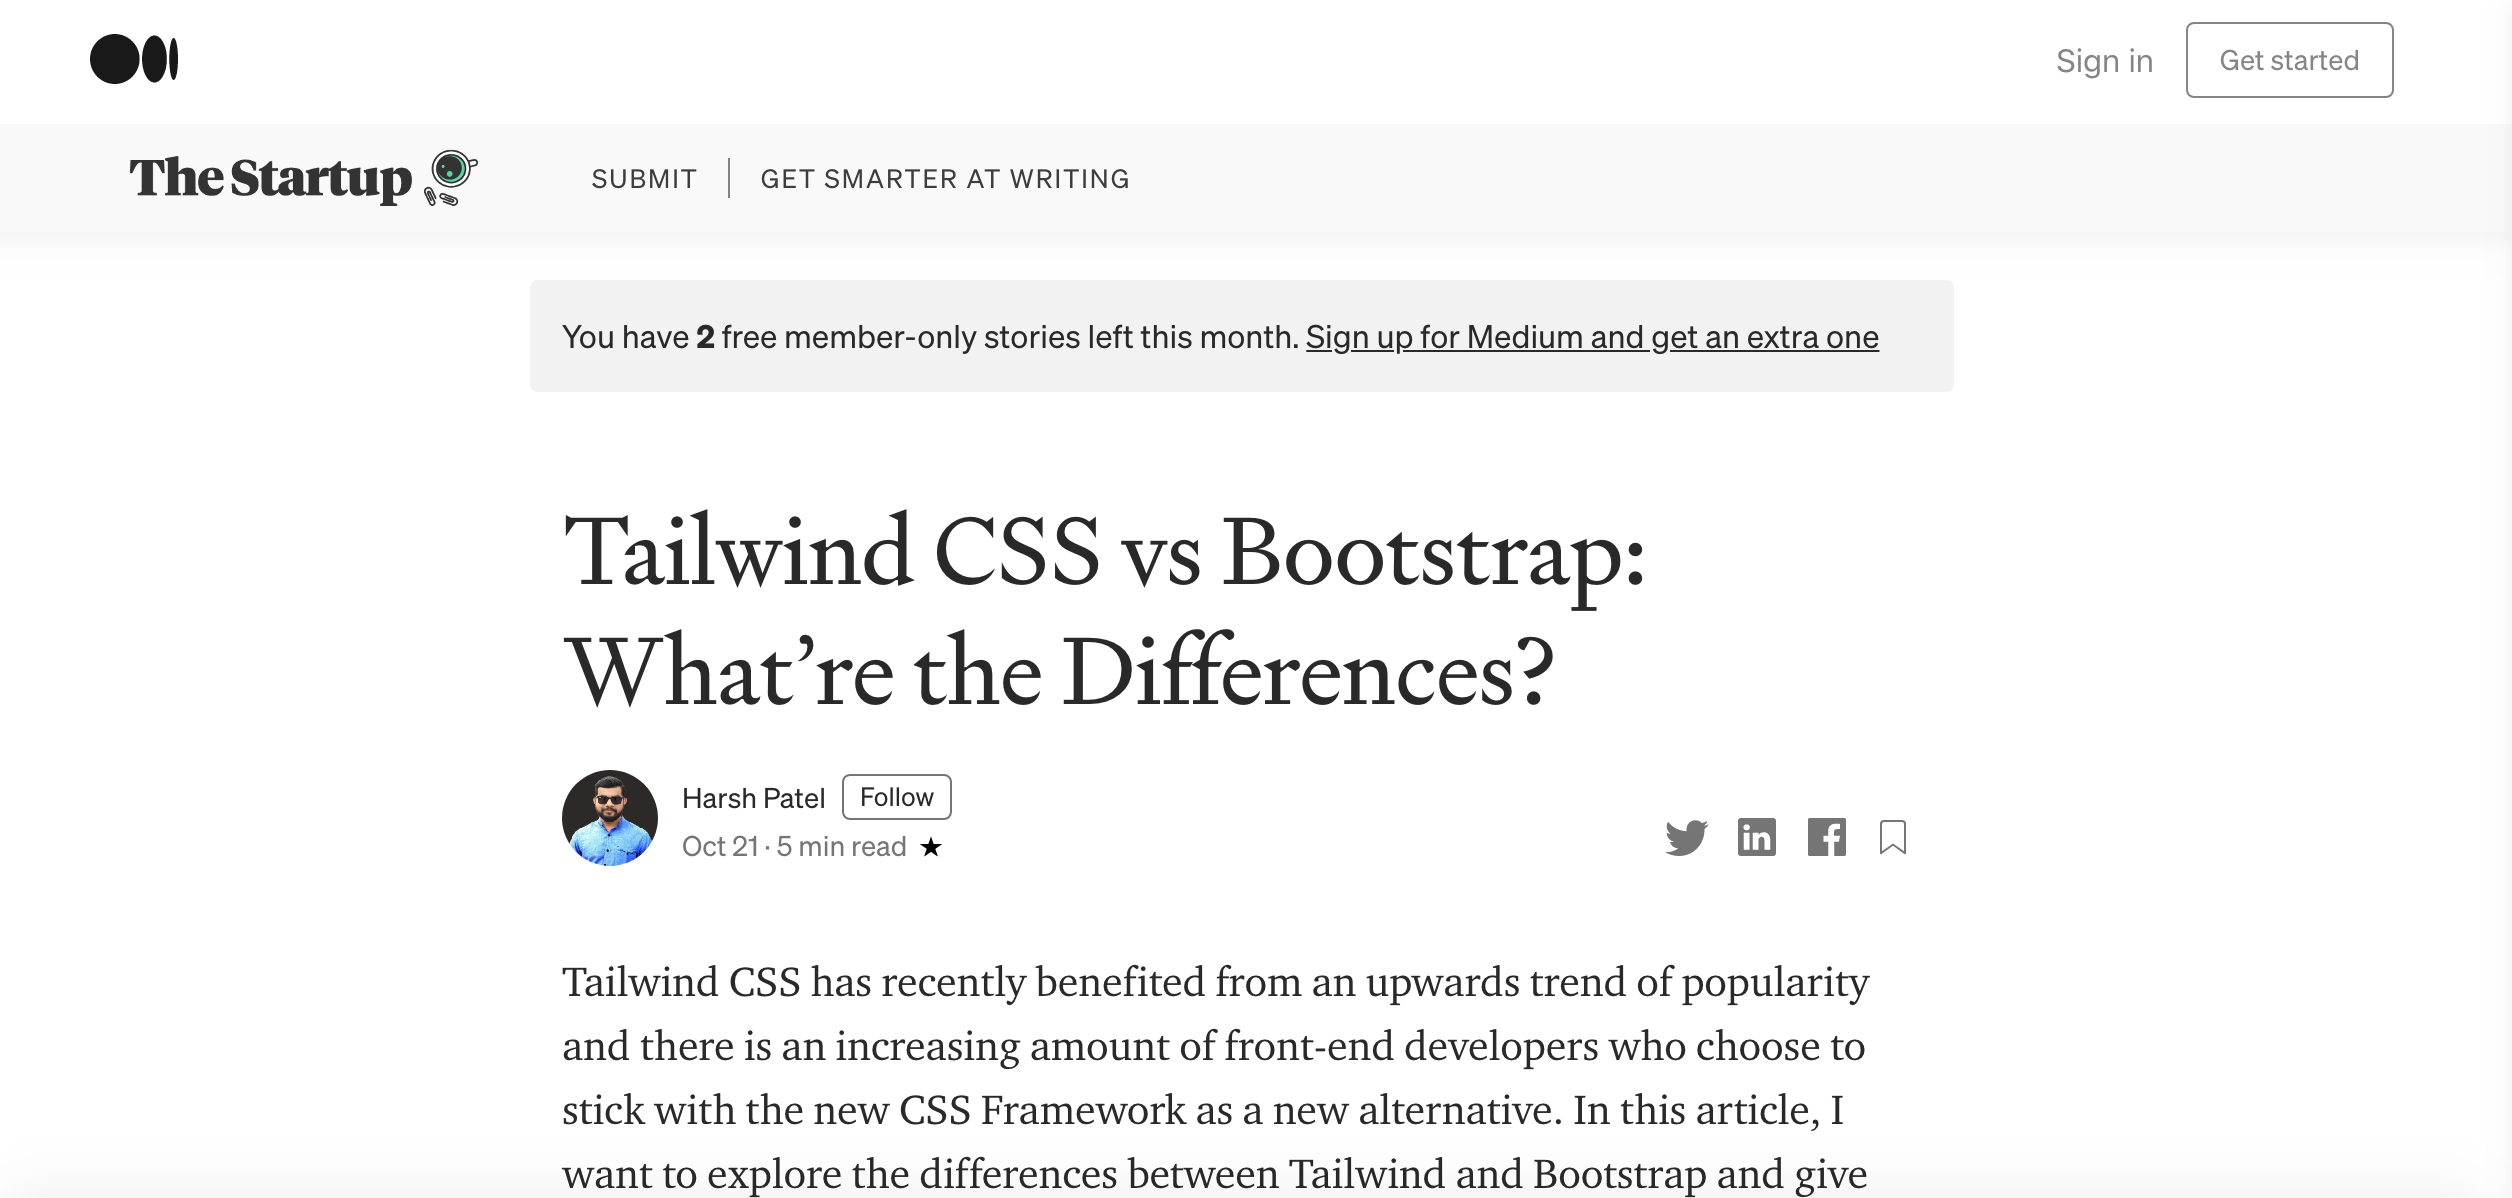 Sign in
Get started
The Startup
SUBMIT
GET SMARTER AT WRITING
You have 2 free member-only stories left this month. Sign up for Medium and get an extra one
Tailwind CSS vs Bootstrap:
What’re the Differences?
Harsh Patel
Follow
Oct 21 · 5 min read ★
in
f
Tailwind CSS has recently benefited from an upwards trend of popularity
and there is an increasing amount of front-end developers who choose to
stick with the new CSS Framework as a new alternative. In this article, I
want to explore the differences between Tailwind and Bootstrap and give